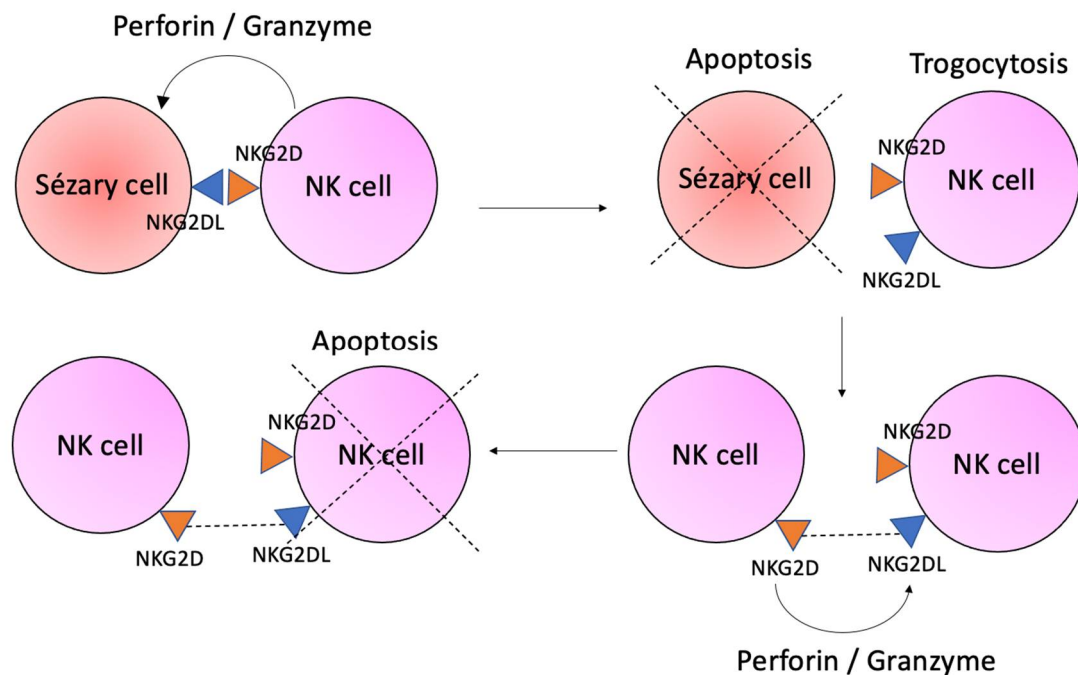 Perforin / Granzyme
Sézary cell
NKG2D
NK cell
NKG2DL
Apoptosis
Trogocytosis
Sézary cell
NKG2D
NK cell
NKG2DL
NK cell
NKG2D
NK cell
NKG2D
NKG2DL
Perforin / Granzyme
Apoptosis
NK cell
NKG2D
NK cell
NKG2D
NKG2DL